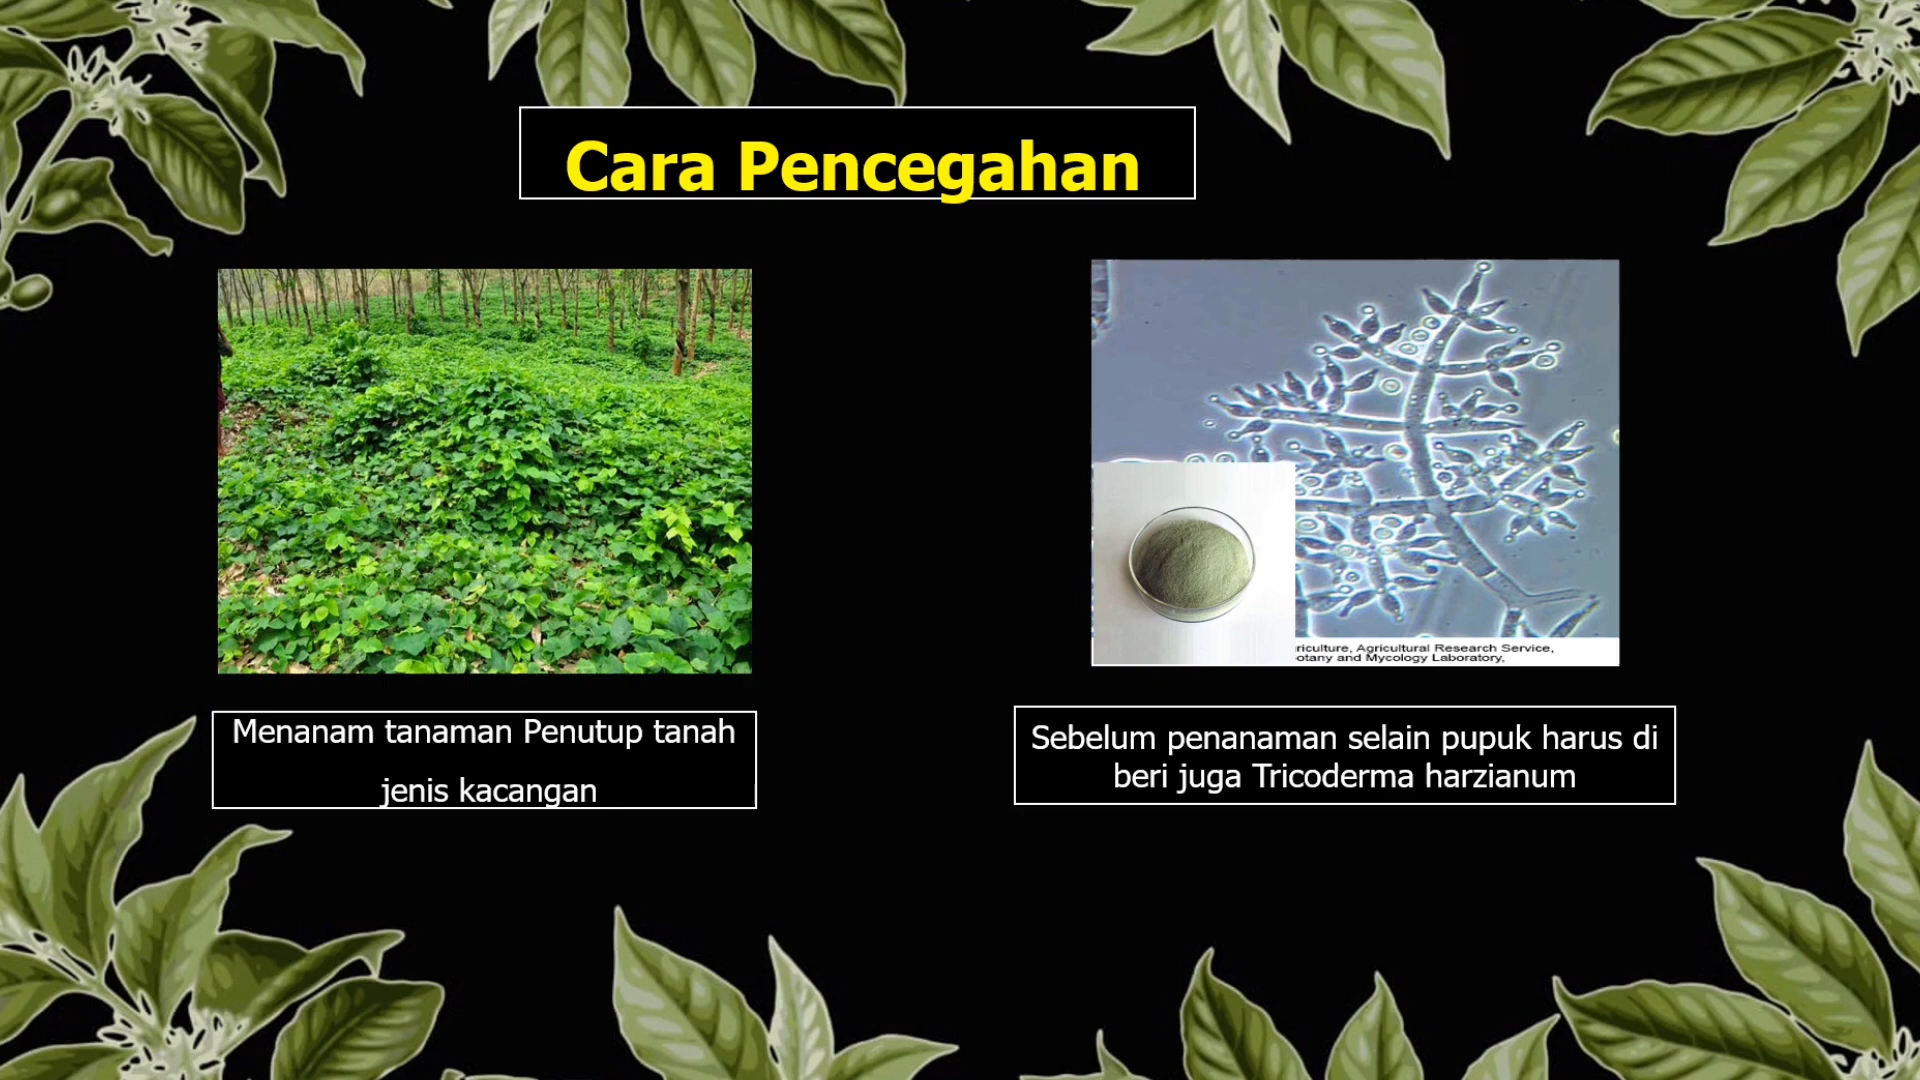 Cara Pencegahan
Menanam tanaman Penutup tanah
jenis kacangan
riculture, Agricultural Research Service,
otany and Mycology Laboratory,
Sebelum penanaman selain pupuk harus di
beri juga Tricoderma harzianum